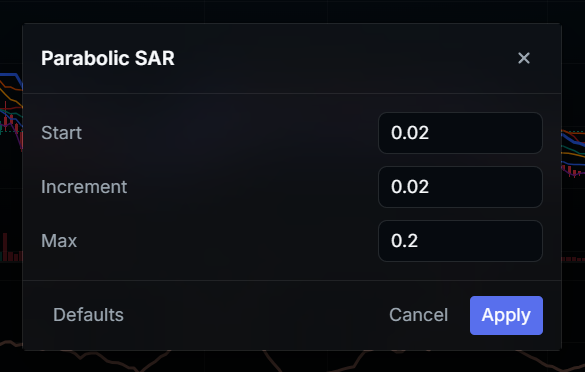 Parabolic SAR ×
Start 0.02
Increment 0.02
Max 0.2
Defaults Cancel Apply